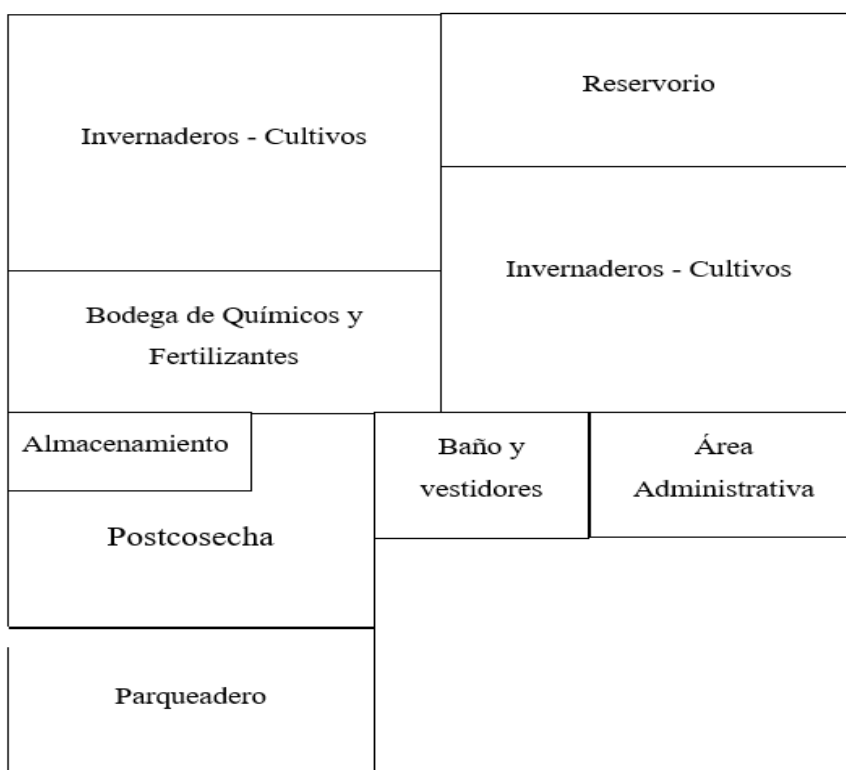 Reservorio
Invernaderos - Cultivos
Invernaderos - Cultivos
Bodega de Químicos y
Fertilizantes
Almacenamiento
Baño y
vestidores
Área
Administrativa
Postcosecha
Parqueadero